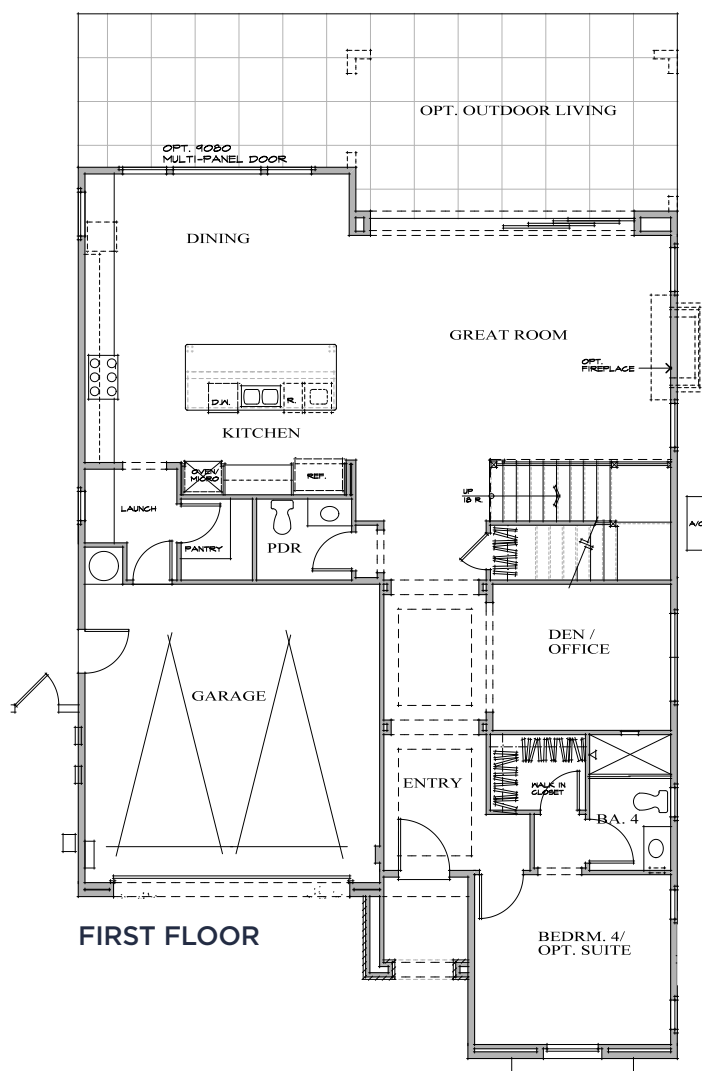 OPT. OUTDOOR LIVING
OPT. 9080
MULTI-PANEL DOOR
DINING
GREAT ROOM
OPT.
FIREPLACE
D.W.
R.
KITCHEN
OVEN/
MICRO
REF.
UP
18 R.
LAUNCH
A/C
PANTRY
PDR
DEN /
OFFICE
GARAGE
ENTRY
WALK IN
CLOSET
BA. 4
FIRST FLOOR
BEDRM. 4/
OPT. SUITE